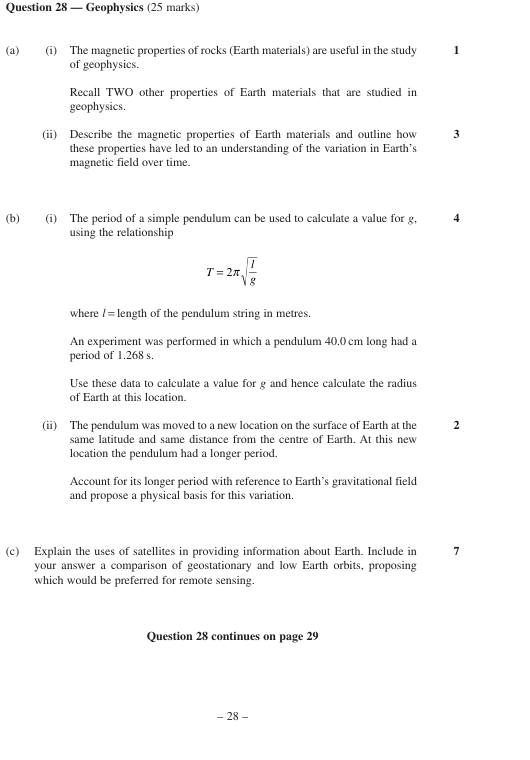 Question 28 — Geophysics (25 marks)
(a) (i) The magnetic properties of rocks (Earth materials) are useful in the study 1
of geophysics.
Recall TWO other properties of Earth materials that are studied in
geophysics.
(ii) Describe the magnetic properties of Earth materials and outline how 3
these properties have led to an understanding of the variation in Earth's
magnetic field over time.
(b) (i) The period of a simple pendulum can be used to calculate a value for g, 4
using the relationship
T = 2π√(l/g)
where l = length of the pendulum string in metres.
An experiment was performed in which a pendulum 40.0 cm long had a
period of 1.268 s.
Use these data to calculate a value for g and hence calculate the radius
of Earth at this location.
(ii) The pendulum was moved to a new location on the surface of Earth at the 2
same latitude and same distance from the centre of Earth. At this new
location the pendulum had a longer period.
Account for its longer period with reference to Earth's gravitational field
and propose a physical basis for this variation.
(c) Explain the uses of satellites in providing information about Earth. Include in 7
your answer a comparison of geostationary and low Earth orbits, proposing
which would be preferred for remote sensing.
Question 28 continues on page 29
– 28 –